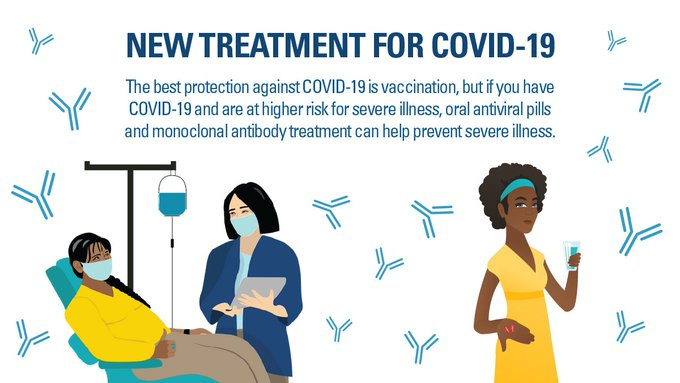 NEW TREATMENT FOR COVID-19
The best protection against COVID-19 is vaccination, but if you have
COVID-19 and are at higher risk for severe illness, oral antiviral pills
and monoclonal antibody treatment can help prevent severe illness.